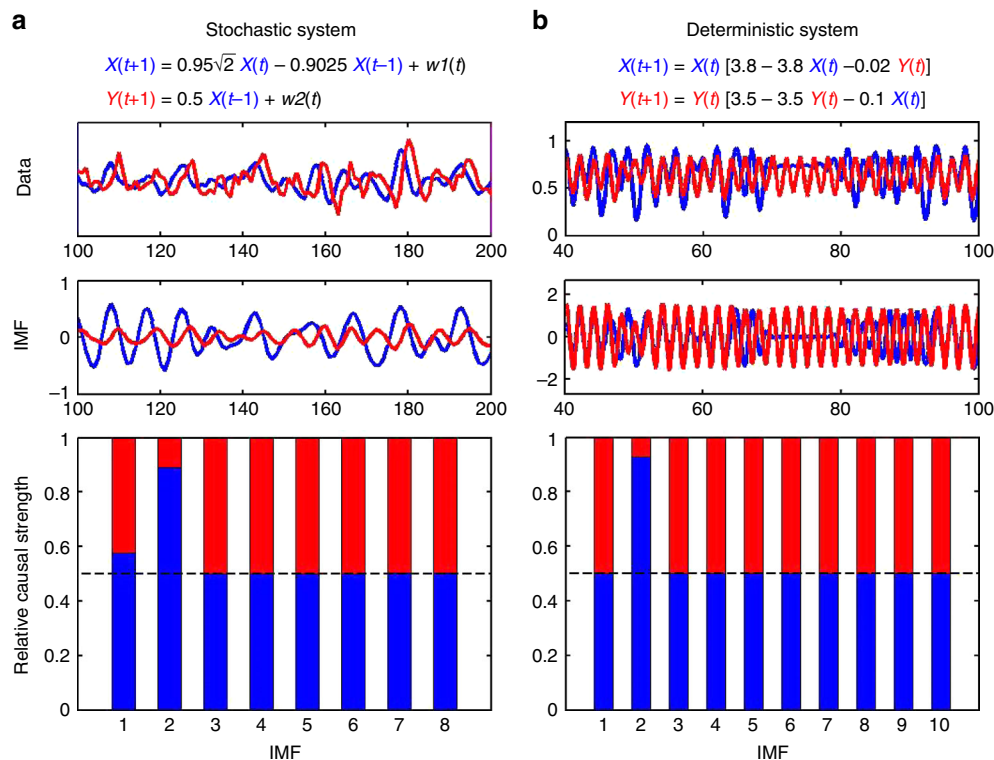 a
Stochastic system
X(t+1) = 0.95√2 X(t) – 0.9025 X(t–1) + w1(t)
Y(t+1) = 0.5 X(t–1) + w2(t)
Data
100 120 140 160 180 200
1
0
–1
IMF
100 120 140 160 180 200
1
0.8
0.6
0.4
0.2
0
Relative causal strength
1 2 3 4 5 6 7 8
IMF
b
Deterministic system
X(t+1) = X(t) [3.8 – 3.8 X(t) –0.02 Y(t)]
Y(t+1) = Y(t) [3.5 – 3.5 Y(t) – 0.1 X(t)]
1
0.5
0
40 60 80 100
2
0
–2
40 60 80 100
1
0.8
0.6
0.4
0.2
0
1 2 3 4 5 6 7 8 9 10
IMF